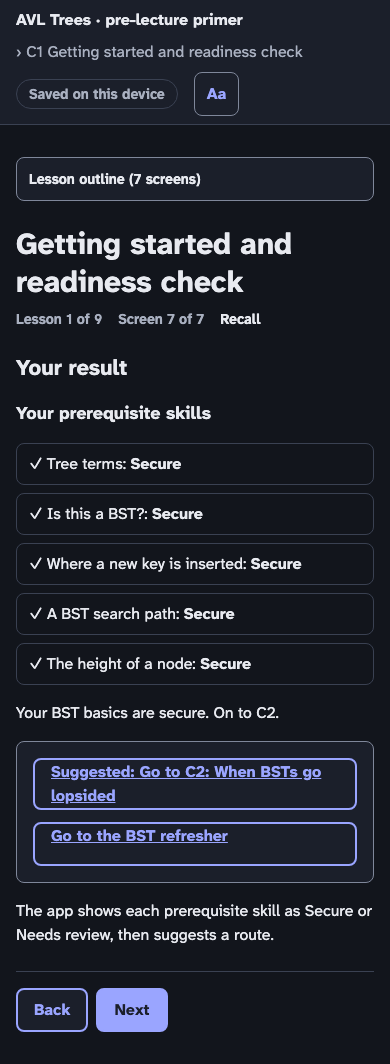 AVL Trees · pre-lecture primer
› C1 Getting started and readiness check
Saved on this device
Aa
Lesson outline (7 screens)
Getting started and
readiness check
Lesson 1 of 9 Screen 7 of 7 Recall
Your result
Your prerequisite skills
✓ Tree terms: Secure
✓ Is this a BST?: Secure
✓ Where a new key is inserted: Secure
✓ A BST search path: Secure
✓ The height of a node: Secure
Your BST basics are secure. On to C2.
Suggested: Go to C2: When BSTs go
lopsided
Go to the BST refresher
The app shows each prerequisite skill as Secure or
Needs review, then suggests a route.
Back
Next